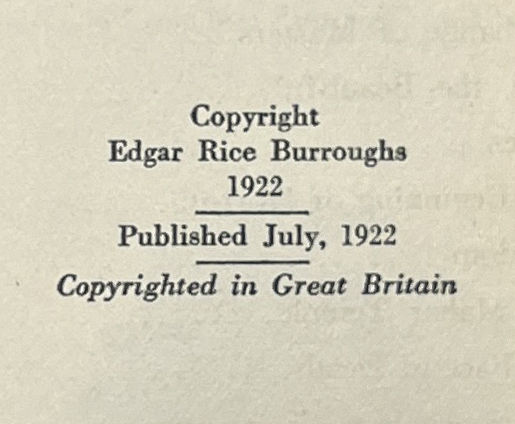 Copyright
Edgar Rice Burroughs
1922
Published July, 1922
Copyrighted in Great Britain